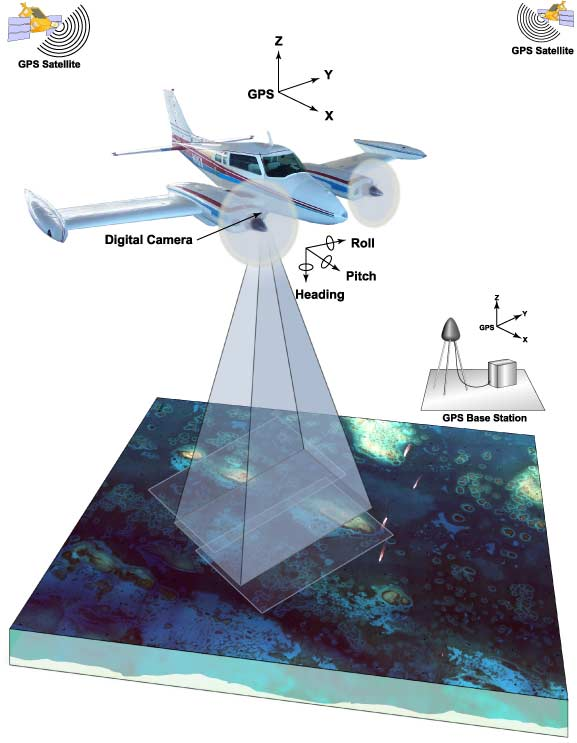 GPS Satellite
GPS Satellite
Z
Y
GPS
X
Digital Camera
Roll
Pitch
Heading
Z
Y
GPS
X
GPS Base Station